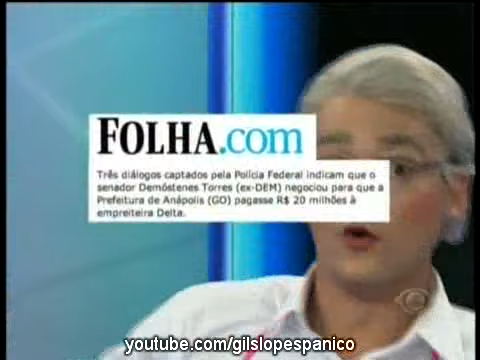 FOLHA.com
Três diálogos captados pela Polícia Federal indicam que o
senador Demóstenes Torres (ex-DEM) negociou para que a
Prefeitura de Anápolis (GO) pagasse R$ 20 milhões à
empreiteira Delta.
youtube.com/gilslopespanico